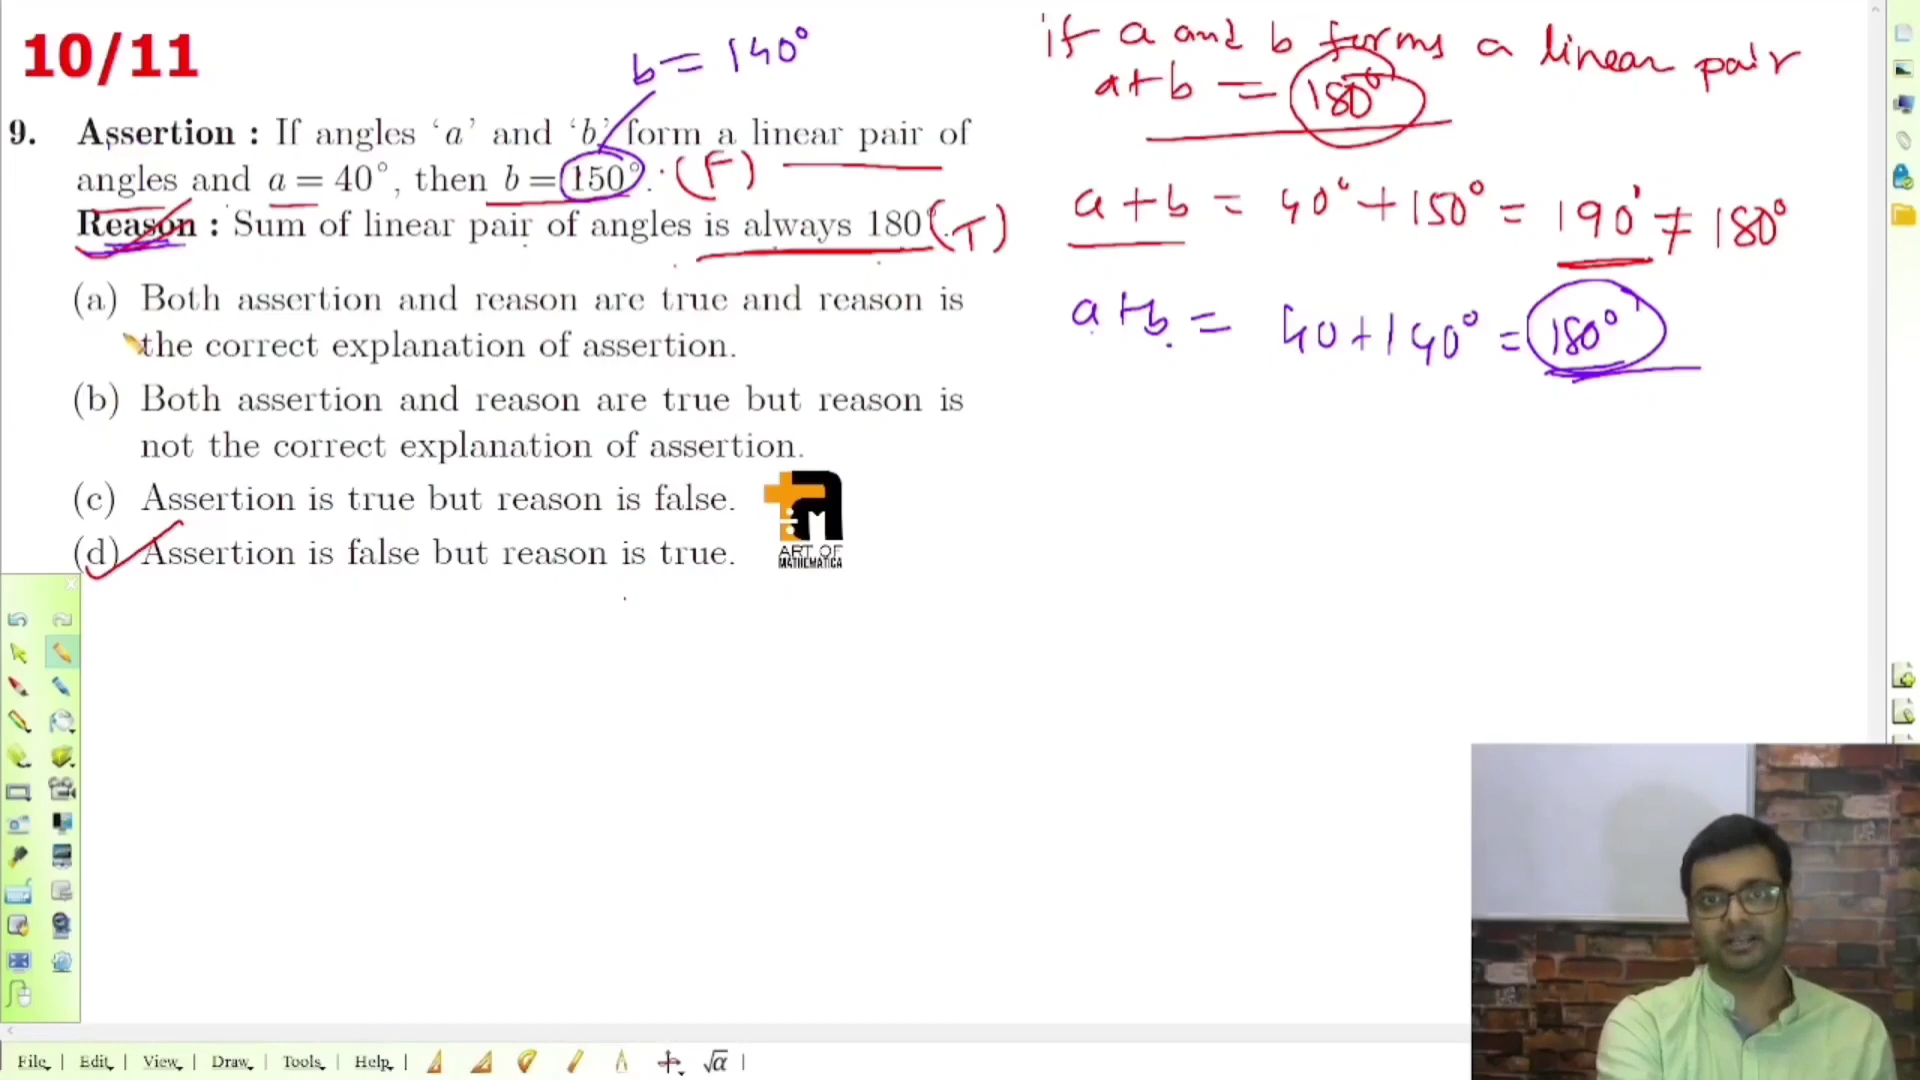 10/11
b = 140°
if a and b forms a linear pair
a+b = 180°
9. Assertion : If angles ‘a’ and ‘b’ form a linear pair of
angles and a = 40°, then b = 150°. (F)
Reason : Sum of linear pair of angles is always 180°. (T)
a + b = 40° + 150° = 190° ≠ 180°
a + b = 40 + 140° = 180°
(a) Both assertion and reason are true and reason is
the correct explanation of assertion.
(b) Both assertion and reason are true but reason is
not the correct explanation of assertion.
(c) Assertion is true but reason is false.
(d) Assertion is false but reason is true.
ART OF
MATHEMATICA
File | Edit | View | Draw | Tools | Help | √α |